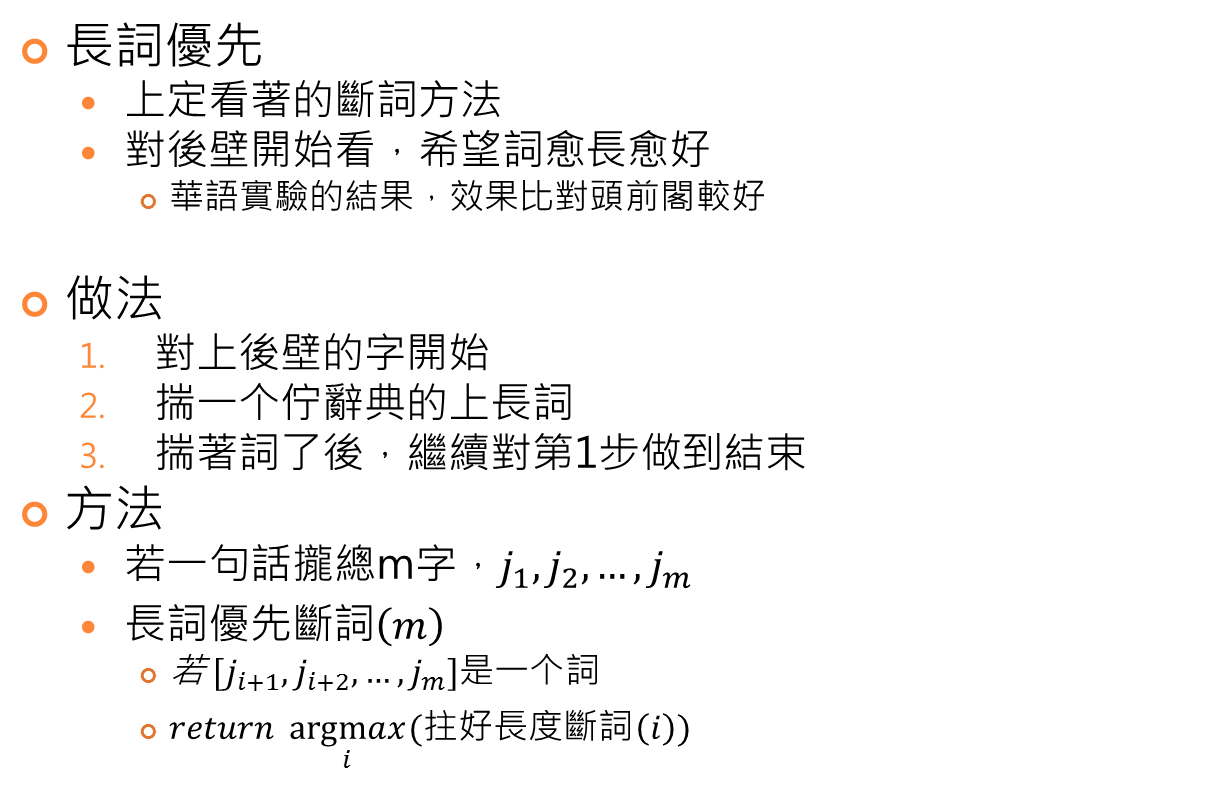 長詞優先
上定看著的斷詞方法
對後壁開始看，希望詞愈長愈好
華語實驗的結果，效果比對頭前閣較好
做法
1. 對上後壁的字開始
2. 揣一个佇辭典的上長詞
3. 揣著詞了後，繼續對第1步做到結束
方法
若一句話攏總m字，j₁, j₂, … , jₘ
長詞優先斷詞(m)
若 [jᵢ₊₁, jᵢ₊₂, … , jₘ]是一个詞
return argmax(拄好長度斷詞(i))
i